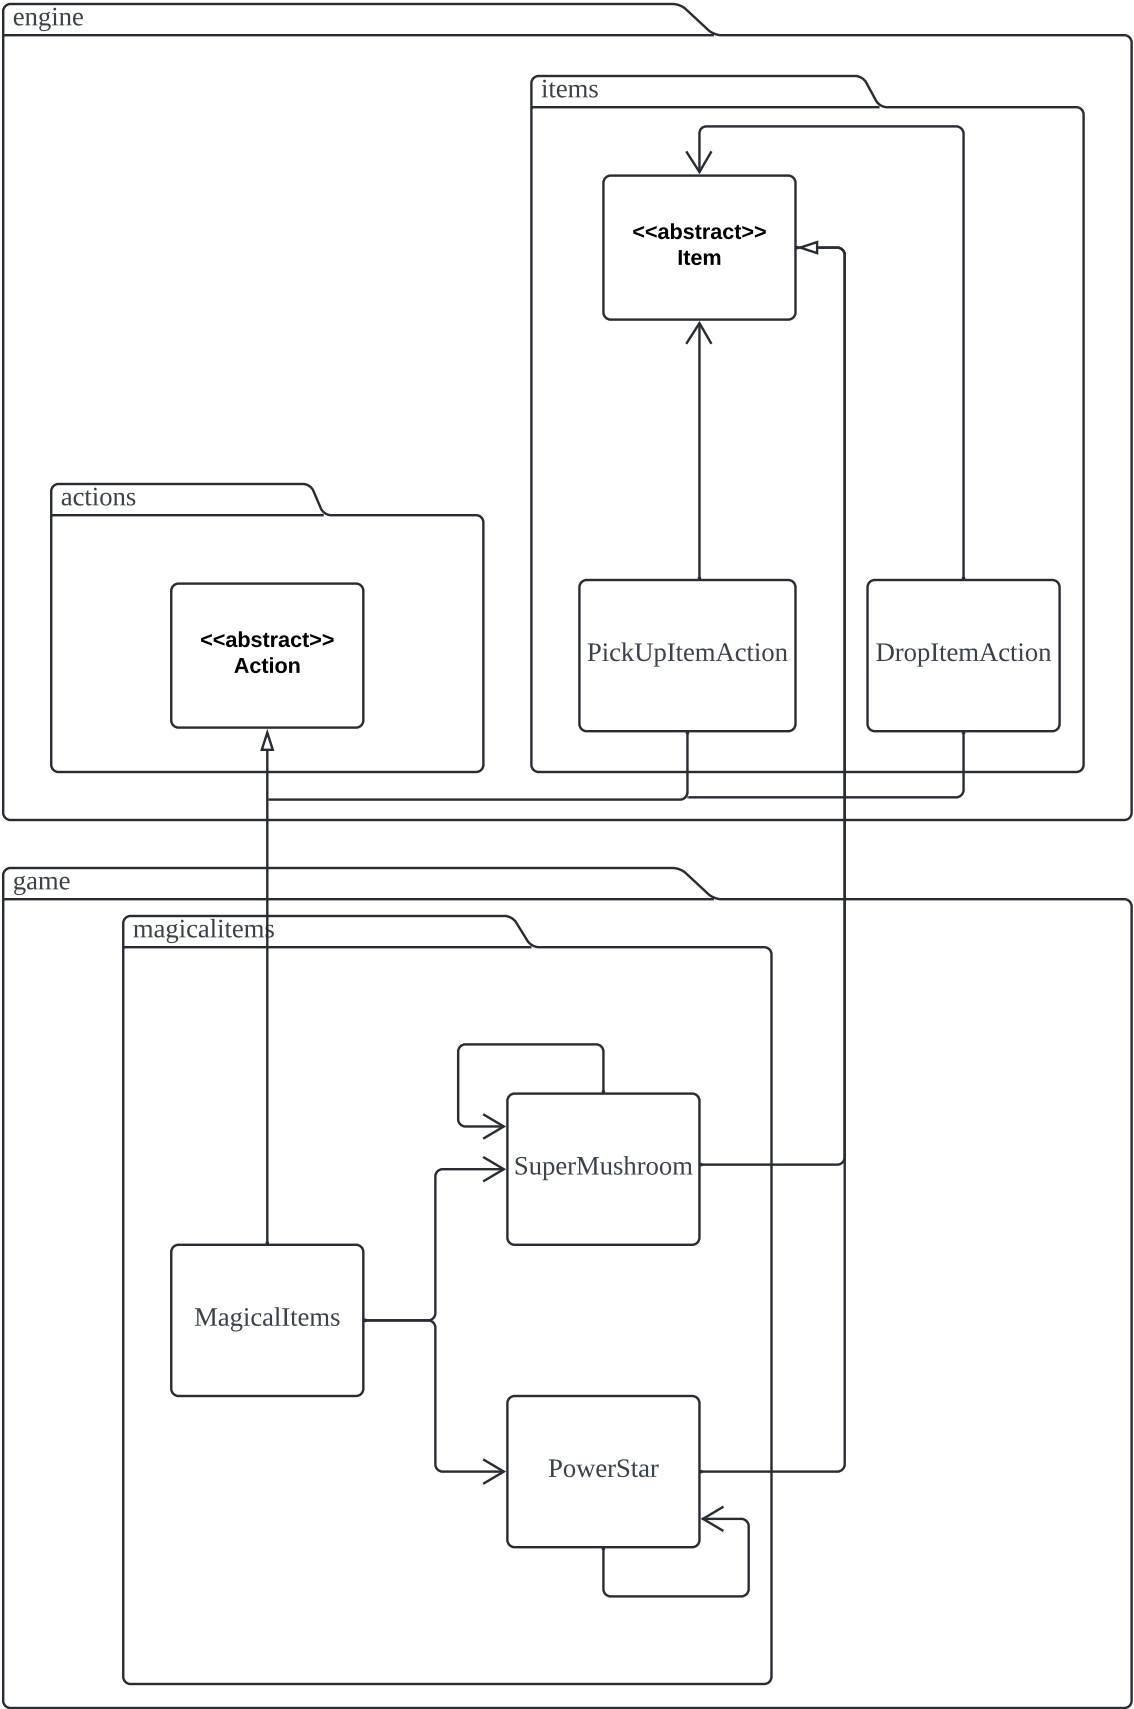 engine
items
<<abstract>>
Item
actions
<<abstract>>
Action
PickUpItemAction
DropItemAction
game
magicalitems
SuperMushroom
MagicalItems
PowerStar